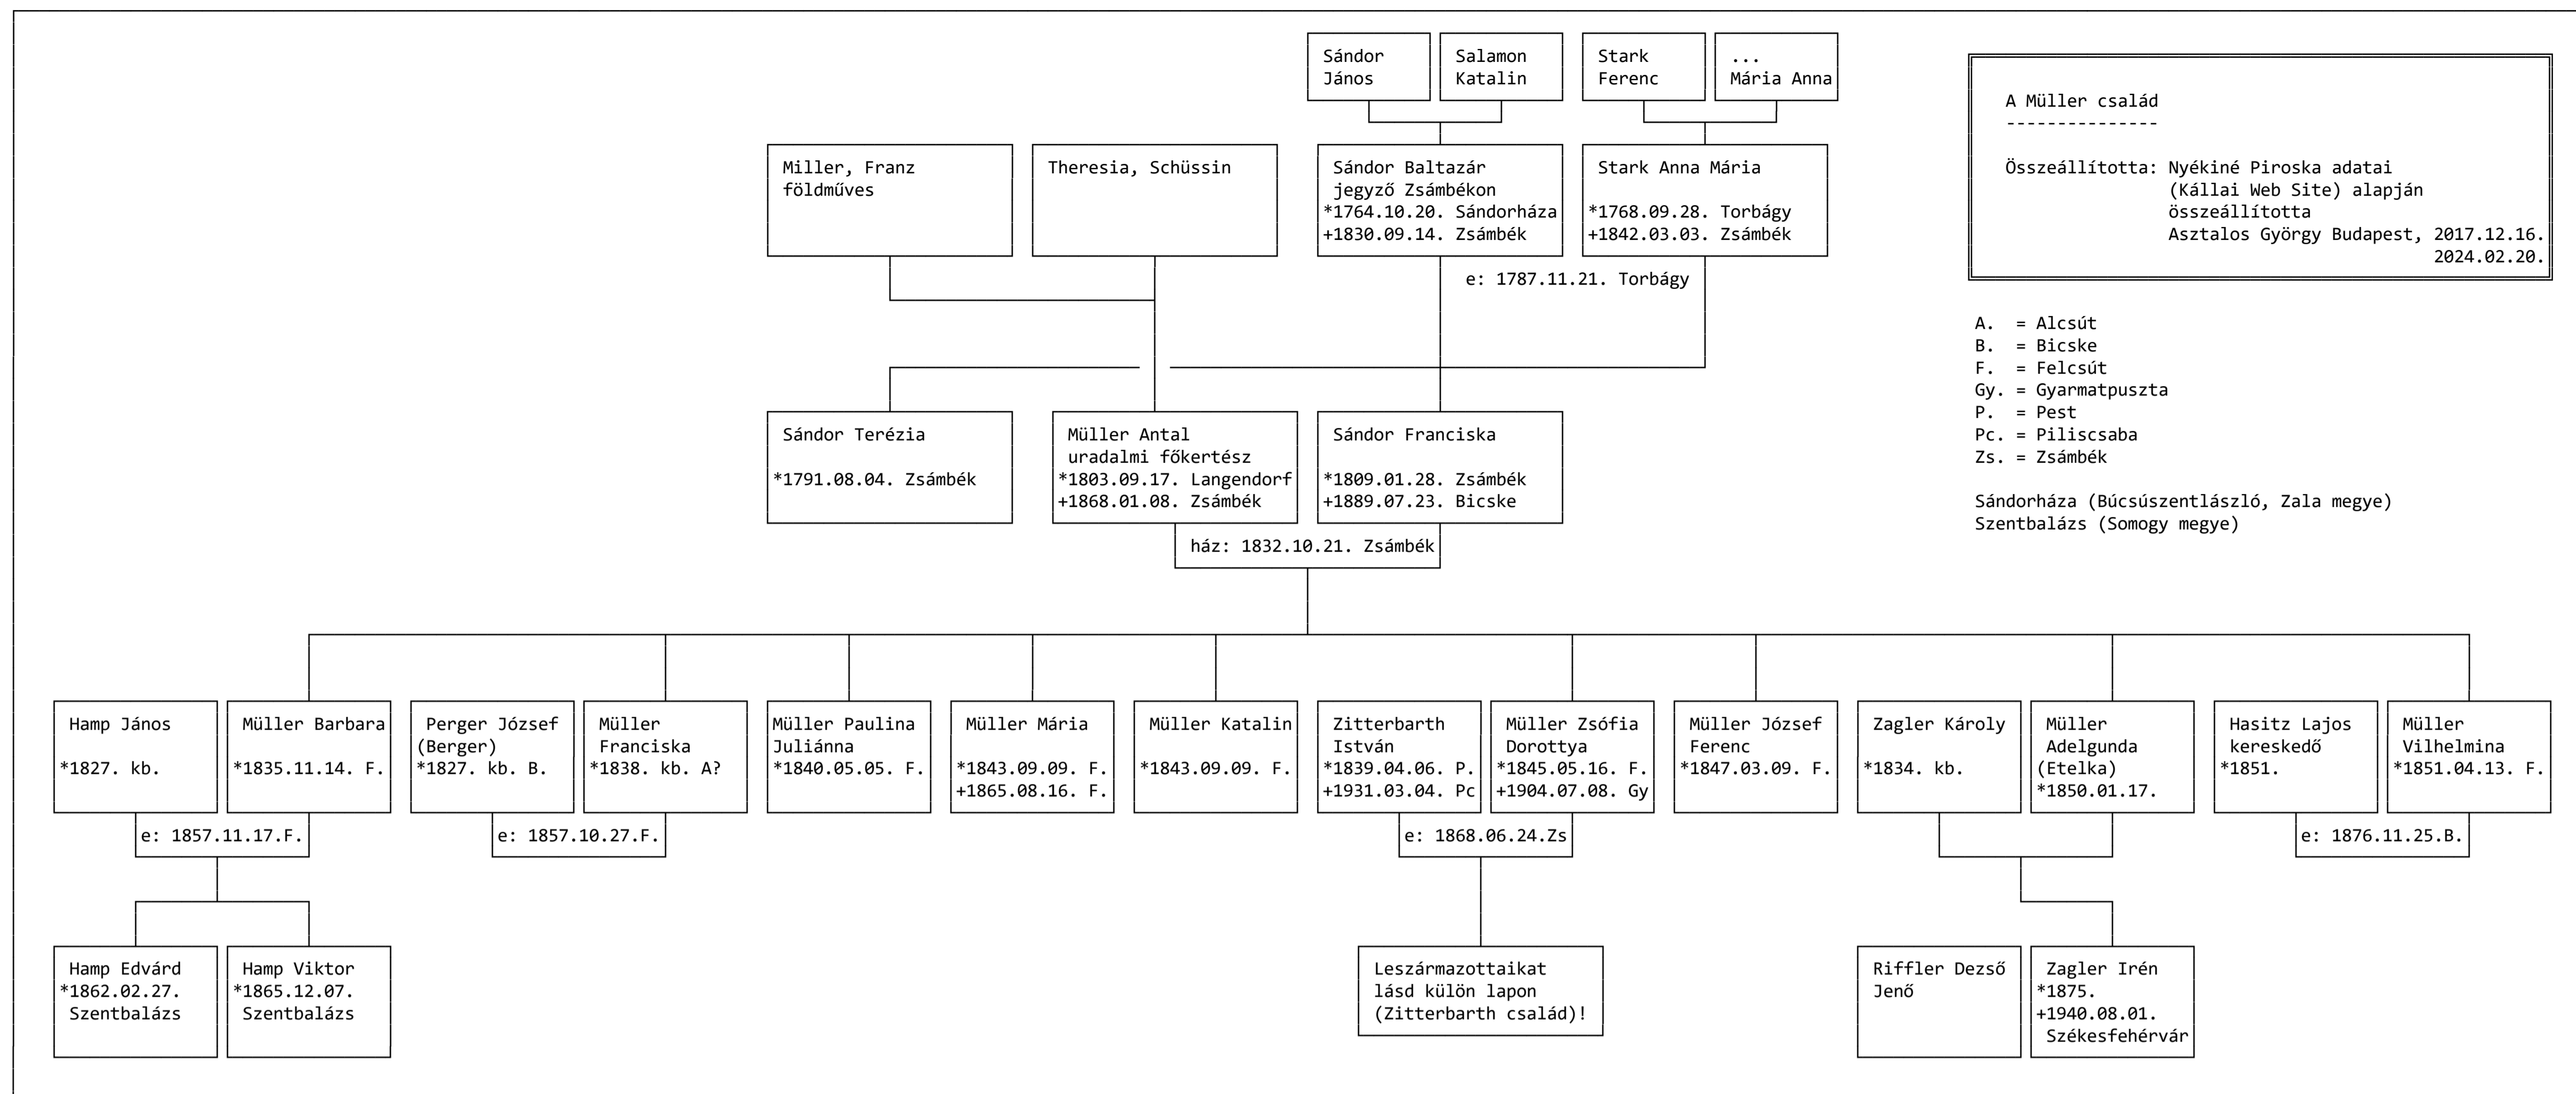 Sándor
János
Salamon
Katalin
Stark
Ferenc
...
Mária Anna
A Müller család
---------------
Összeállította: Nyékiné Piroska adatai
(Kállai Web Site) alapján
összeállította
Asztalos György Budapest, 2017.12.16.
2024.02.20.
Miller, Franz
földműves
Theresia, Schüssin
Sándor Baltazár
jegyző Zsámbékon
*1764.10.20. Sándorháza
+1830.09.14. Zsámbék
Stark Anna Mária
*1768.09.28. Torbágy
+1842.03.03. Zsámbék
e: 1787.11.21. Torbágy
A. = Alcsút
B. = Bicske
F. = Felcsút
Gy. = Gyarmatpuszta
P. = Pest
Pc. = Piliscsaba
Zs. = Zsámbék
Sándorháza (Búcsúszentlászló, Zala megye)
Szentbalázs (Somogy megye)
Sándor Terézia
*1791.08.04. Zsámbék
Müller Antal
uradalmi főkertész
*1803.09.17. Langendorf
+1868.01.08. Zsámbék
Sándor Franciska
*1809.01.28. Zsámbék
+1889.07.23. Bicske
ház: 1832.10.21. Zsámbék
Hamp János
*1827. kb.
Müller Barbara
*1835.11.14. F.
e: 1857.11.17.F.
Perger József
(Berger)
*1827. kb. B.
Müller
Franciska
*1838. kb. A?
e: 1857.10.27.F.
Müller Paulina
Juliánna
*1840.05.05. F.
Müller Mária
*1843.09.09. F.
+1865.08.16. F.
Müller Katalin
*1843.09.09. F.
Zitterbarth
István
*1839.04.06. P.
+1931.03.04. Pc
Müller Zsófia
Dorottya
*1845.05.16. F.
+1904.07.08. Gy
e: 1868.06.24.Zs
Müller József
Ferenc
*1847.03.09. F.
Zagler Károly
*1834. kb.
Müller
Adelgunda
(Etelka)
*1850.01.17.
Hasitz Lajos
kereskedő
*1851.
Müller
Vilhelmina
*1851.04.13. F.
e: 1876.11.25.B.
Hamp Edvárd
*1862.02.27.
Szentbalázs
Hamp Viktor
*1865.12.07.
Szentbalázs
Leszármazottaikat
lásd külön lapon
(Zitterbarth család)!
Riffler Dezső
Jenő
Zagler Irén
*1875.
+1940.08.01.
Székesfehérvár